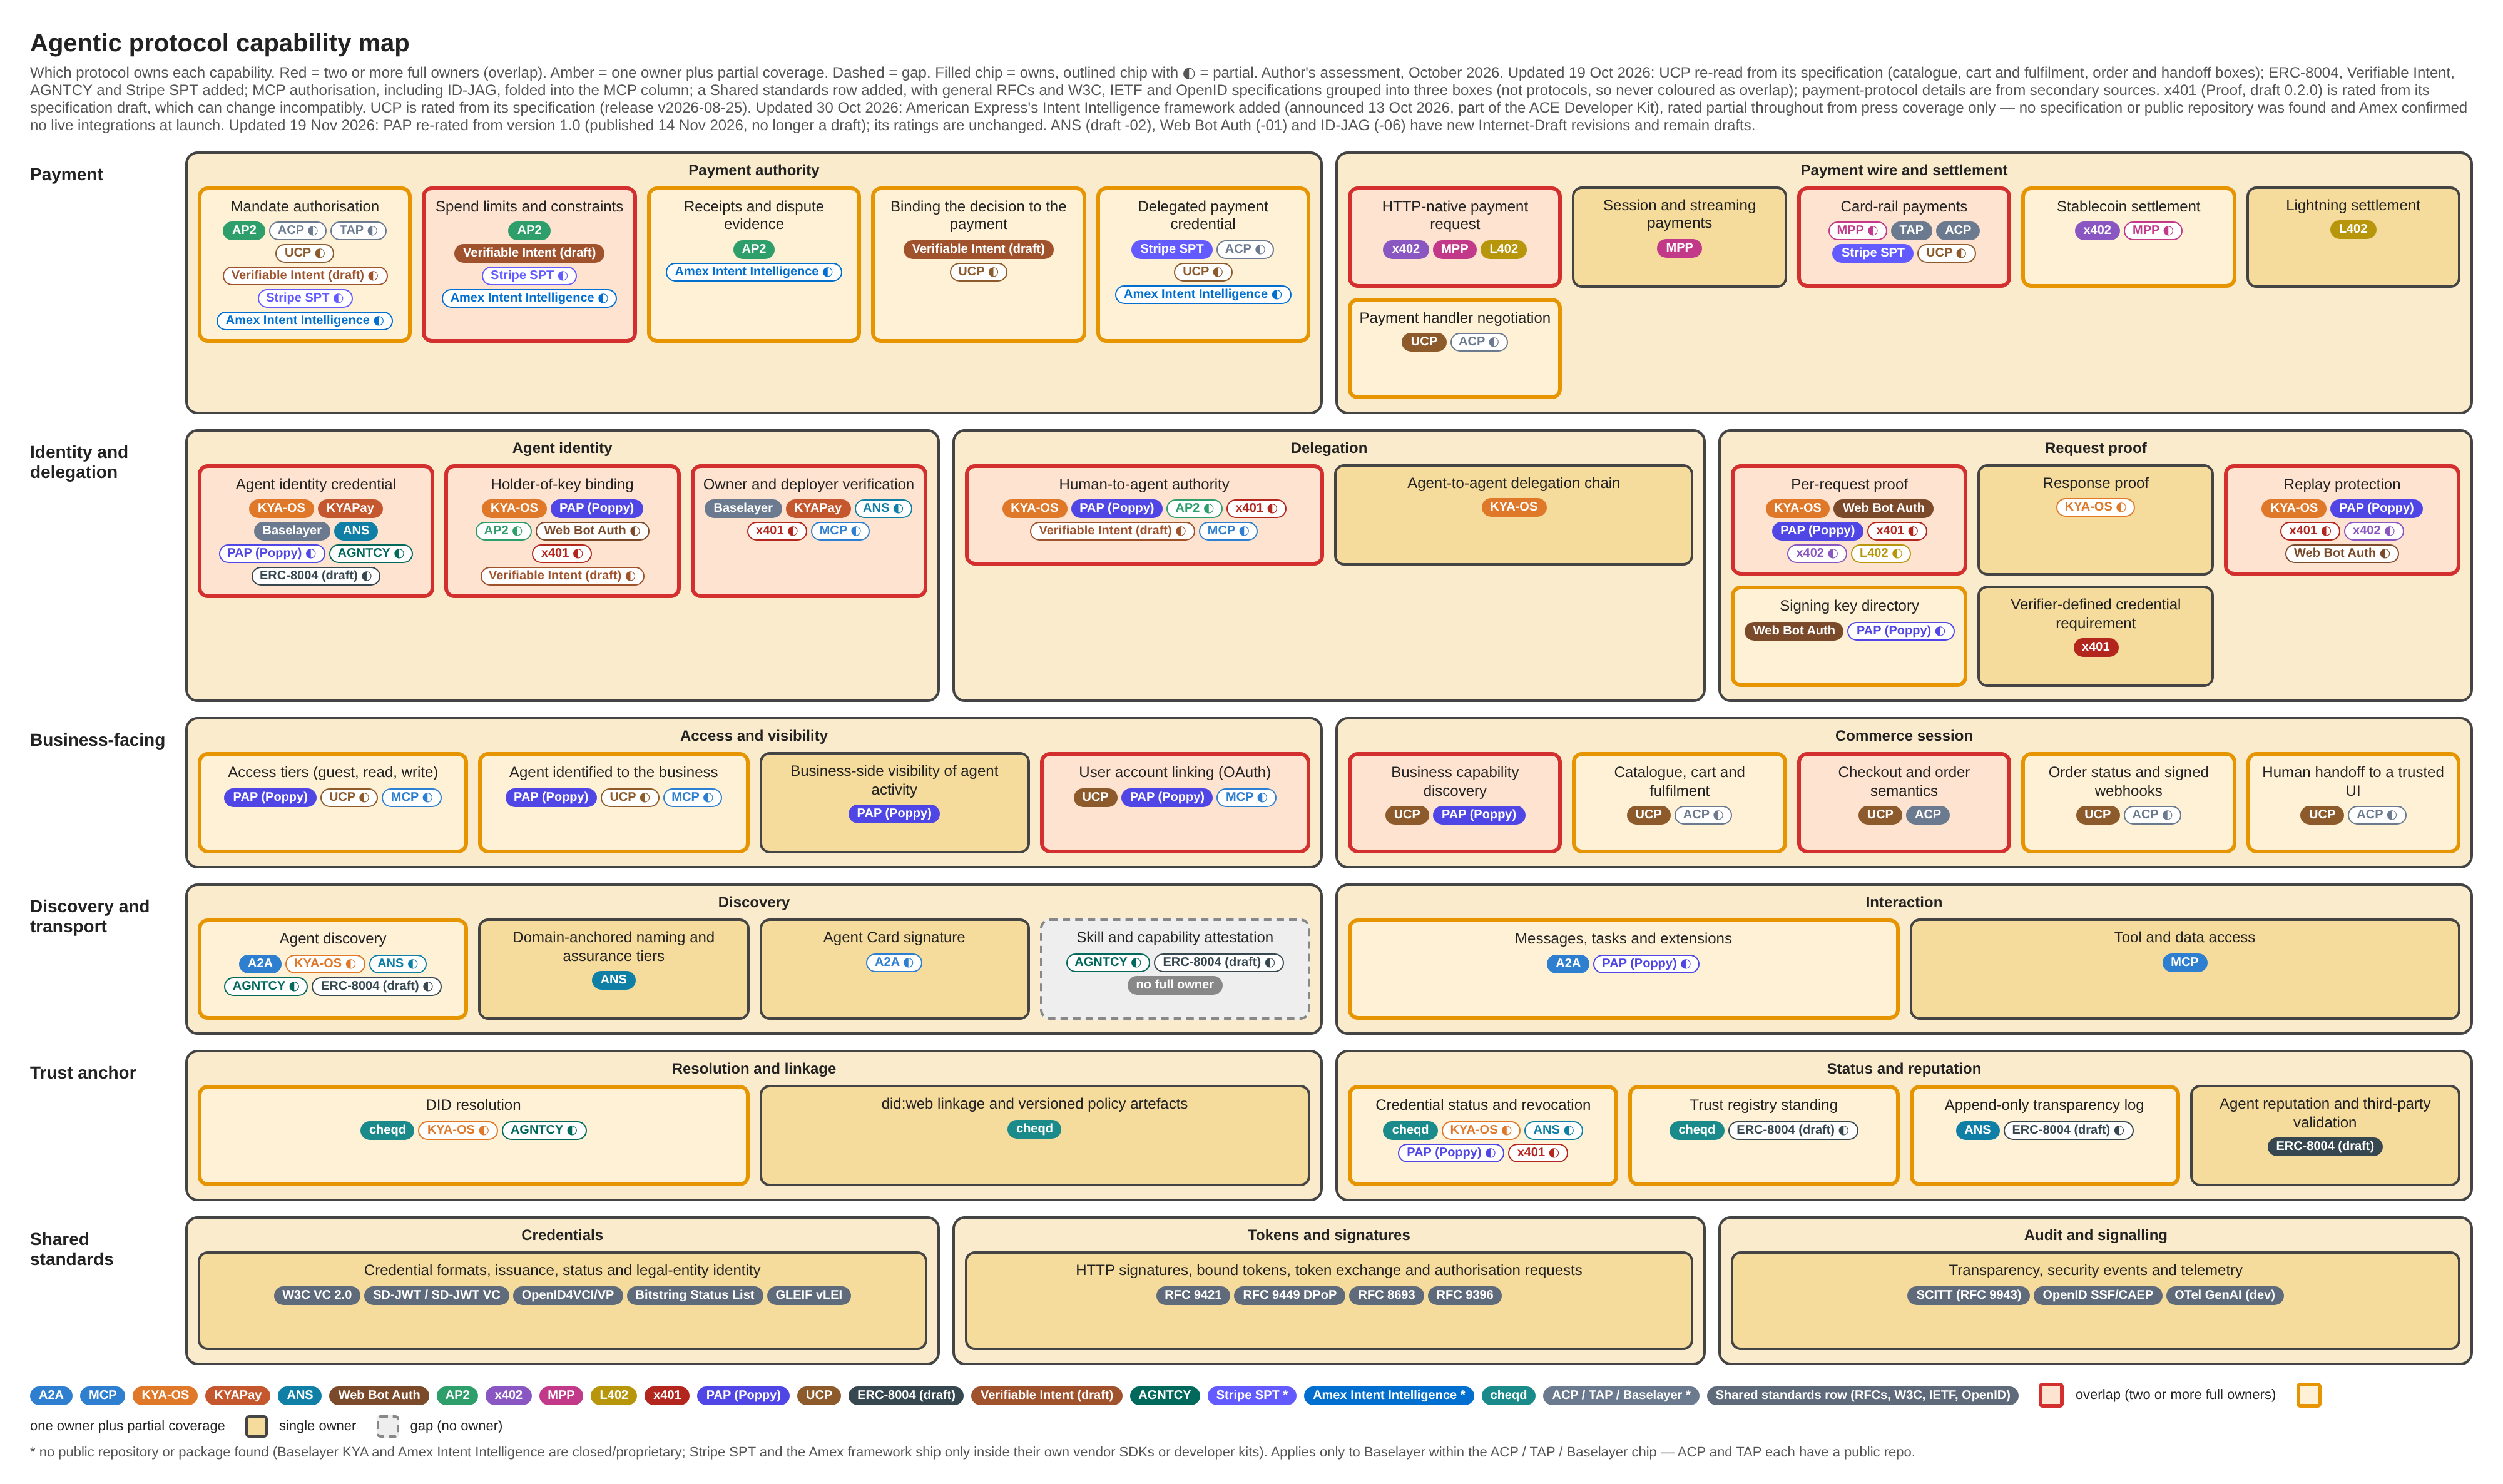 Agentic protocol capability map
Which protocol owns each capability. Red = two or more full owners (overlap). Amber = one owner plus partial coverage. Dashed = gap. Filled chip = owns, outlined chip with ◐ = partial. Author's assessment, October 2026. Updated 19 Oct 2026: UCP re-read from its specification (catalogue, cart and fulfilment, order and handoff boxes); ERC-8004, Verifiable Intent,
AGNTCY and Stripe SPT added; MCP authorisation, including ID-JAG, folded into the MCP column; a Shared standards row added, with general RFCs and W3C, IETF and OpenID specifications grouped into three boxes (not protocols, so never coloured as overlap); payment-protocol details are from secondary sources. x401 (Proof, draft 0.2.0) is rated from its
specification draft, which can change incompatibly. UCP is rated from its specification (release v2026-08-25). Updated 30 Oct 2026: American Express's Intent Intelligence framework added (announced 13 Oct 2026, part of the ACE Developer Kit), rated partial throughout from press coverage only — no specification or public repository was found and Amex confirmed
no live integrations at launch. Updated 19 Nov 2026: PAP re-rated from version 1.0 (published 14 Nov 2026, no longer a draft); its ratings are unchanged. ANS (draft -02), Web Bot Auth (-01) and ID-JAG (-06) have new Internet-Draft revisions and remain drafts.
Payment
Payment authority
Mandate authorisation
AP2 ACP ◐ TAP ◐
UCP ◐
Verifiable Intent (draft) ◐
Stripe SPT ◐
Amex Intent Intelligence ◐
Spend limits and constraints
AP2
Verifiable Intent (draft)
Stripe SPT ◐
Amex Intent Intelligence ◐
Receipts and dispute
evidence
AP2
Amex Intent Intelligence ◐
Binding the decision to the
payment
Verifiable Intent (draft)
UCP ◐
Delegated payment
credential
Stripe SPT ACP ◐
UCP ◐
Amex Intent Intelligence ◐
Payment wire and settlement
HTTP-native payment
request
x402 MPP L402
Session and streaming
payments
MPP
Card-rail payments
MPP ◐ TAP ACP
Stripe SPT UCP ◐
Stablecoin settlement
x402 MPP ◐
Lightning settlement
L402
Payment handler negotiation
UCP ACP ◐
Identity and
delegation
Agent identity
Agent identity credential
KYA-OS KYAPay
Baselayer ANS
PAP (Poppy) ◐ AGNTCY ◐
ERC-8004 (draft) ◐
Holder-of-key binding
KYA-OS PAP (Poppy)
AP2 ◐ Web Bot Auth ◐
x401 ◐
Verifiable Intent (draft) ◐
Owner and deployer verification
Baselayer KYAPay ANS ◐
x401 ◐ MCP ◐
Delegation
Human-to-agent authority
KYA-OS PAP (Poppy) AP2 ◐ x401 ◐
Verifiable Intent (draft) ◐ MCP ◐
Agent-to-agent delegation chain
KYA-OS
Request proof
Per-request proof
KYA-OS Web Bot Auth
PAP (Poppy) x401 ◐
x402 ◐ L402 ◐
Response proof
KYA-OS ◐
Replay protection
KYA-OS PAP (Poppy)
x401 ◐ x402 ◐
Web Bot Auth ◐
Signing key directory
Web Bot Auth PAP (Poppy) ◐
Verifier-defined credential
requirement
x401
Business-facing
Access and visibility
Access tiers (guest, read, write)
PAP (Poppy) UCP ◐ MCP ◐
Agent identified to the business
PAP (Poppy) UCP ◐ MCP ◐
Business-side visibility of agent
activity
PAP (Poppy)
User account linking (OAuth)
UCP PAP (Poppy) MCP ◐
Commerce session
Business capability
discovery
UCP PAP (Poppy)
Catalogue, cart and
fulfilment
UCP ACP ◐
Checkout and order
semantics
UCP ACP
Order status and signed
webhooks
UCP ACP ◐
Human handoff to a trusted
UI
UCP ACP ◐
Discovery and
transport
Discovery
Agent discovery
A2A KYA-OS ◐ ANS ◐
AGNTCY ◐ ERC-8004 (draft) ◐
Domain-anchored naming and
assurance tiers
ANS
Agent Card signature
A2A ◐
Skill and capability attestation
AGNTCY ◐ ERC-8004 (draft) ◐
no full owner
Interaction
Messages, tasks and extensions
A2A PAP (Poppy) ◐
Tool and data access
MCP
Trust anchor
Resolution and linkage
DID resolution
cheqd KYA-OS ◐ AGNTCY ◐
did:web linkage and versioned policy artefacts
cheqd
Status and reputation
Credential status and revocation
cheqd KYA-OS ◐ ANS ◐
PAP (Poppy) ◐ x401 ◐
Trust registry standing
cheqd ERC-8004 (draft) ◐
Append-only transparency log
ANS ERC-8004 (draft) ◐
Agent reputation and third-party
validation
ERC-8004 (draft)
Shared
standards
Credentials
Credential formats, issuance, status and legal-entity identity
W3C VC 2.0 SD-JWT / SD-JWT VC OpenID4VCI/VP Bitstring Status List GLEIF vLEI
Tokens and signatures
HTTP signatures, bound tokens, token exchange and authorisation requests
RFC 9421 RFC 9449 DPoP RFC 8693 RFC 9396
Audit and signalling
Transparency, security events and telemetry
SCITT (RFC 9943) OpenID SSF/CAEP OTel GenAI (dev)
A2A MCP KYA-OS KYAPay ANS Web Bot Auth AP2 x402 MPP L402 x401 PAP (Poppy) UCP ERC-8004 (draft) Verifiable Intent (draft) AGNTCY Stripe SPT * Amex Intent Intelligence * cheqd ACP / TAP / Baselayer * Shared standards row (RFCs, W3C, IETF, OpenID) overlap (two or more full owners)
one owner plus partial coverage single owner gap (no owner)
* no public repository or package found (Baselayer KYA and Amex Intent Intelligence are closed/proprietary; Stripe SPT and the Amex framework ship only inside their own vendor SDKs or developer kits). Applies only to Baselayer within the ACP / TAP / Baselayer chip — ACP and TAP each have a public repo.